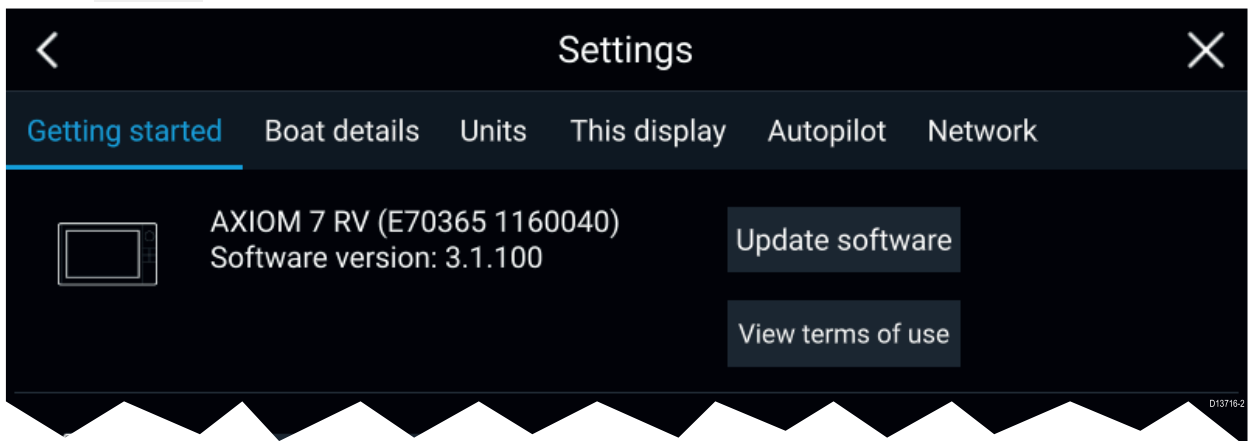 Settings
Getting started Boat details Units This display Autopilot Network
AXIOM 7 RV (E70365 1160040)
Software version: 3.1.100
Update software
View terms of use
D13716-2